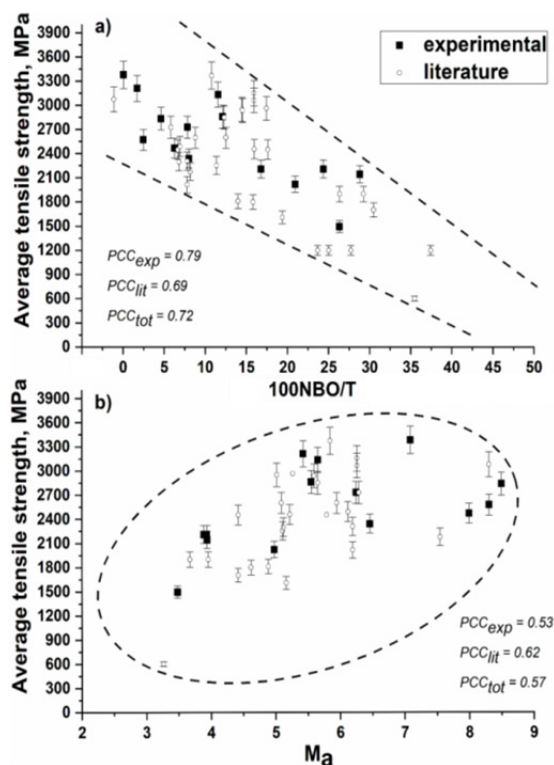 a)
experimental
literature
Average tensile strength, MPa
3900
3600
3300
3000
2700
2400
2100
1800
1500
1200
900
600
300
0
PCCexp = 0.79
PCClit = 0.69
PCCtot = 0.72
0 5 10 15 20 25 30 35 40 45 50
100NBO/T
b)
Average tensile strength, MPa
3900
3600
3300
3000
2700
2400
2100
1800
1500
1200
900
600
300
0
PCCexp = 0.53
PCClit = 0.62
PCCtot = 0.57
2 3 4 5 6 7 8 9
Ma